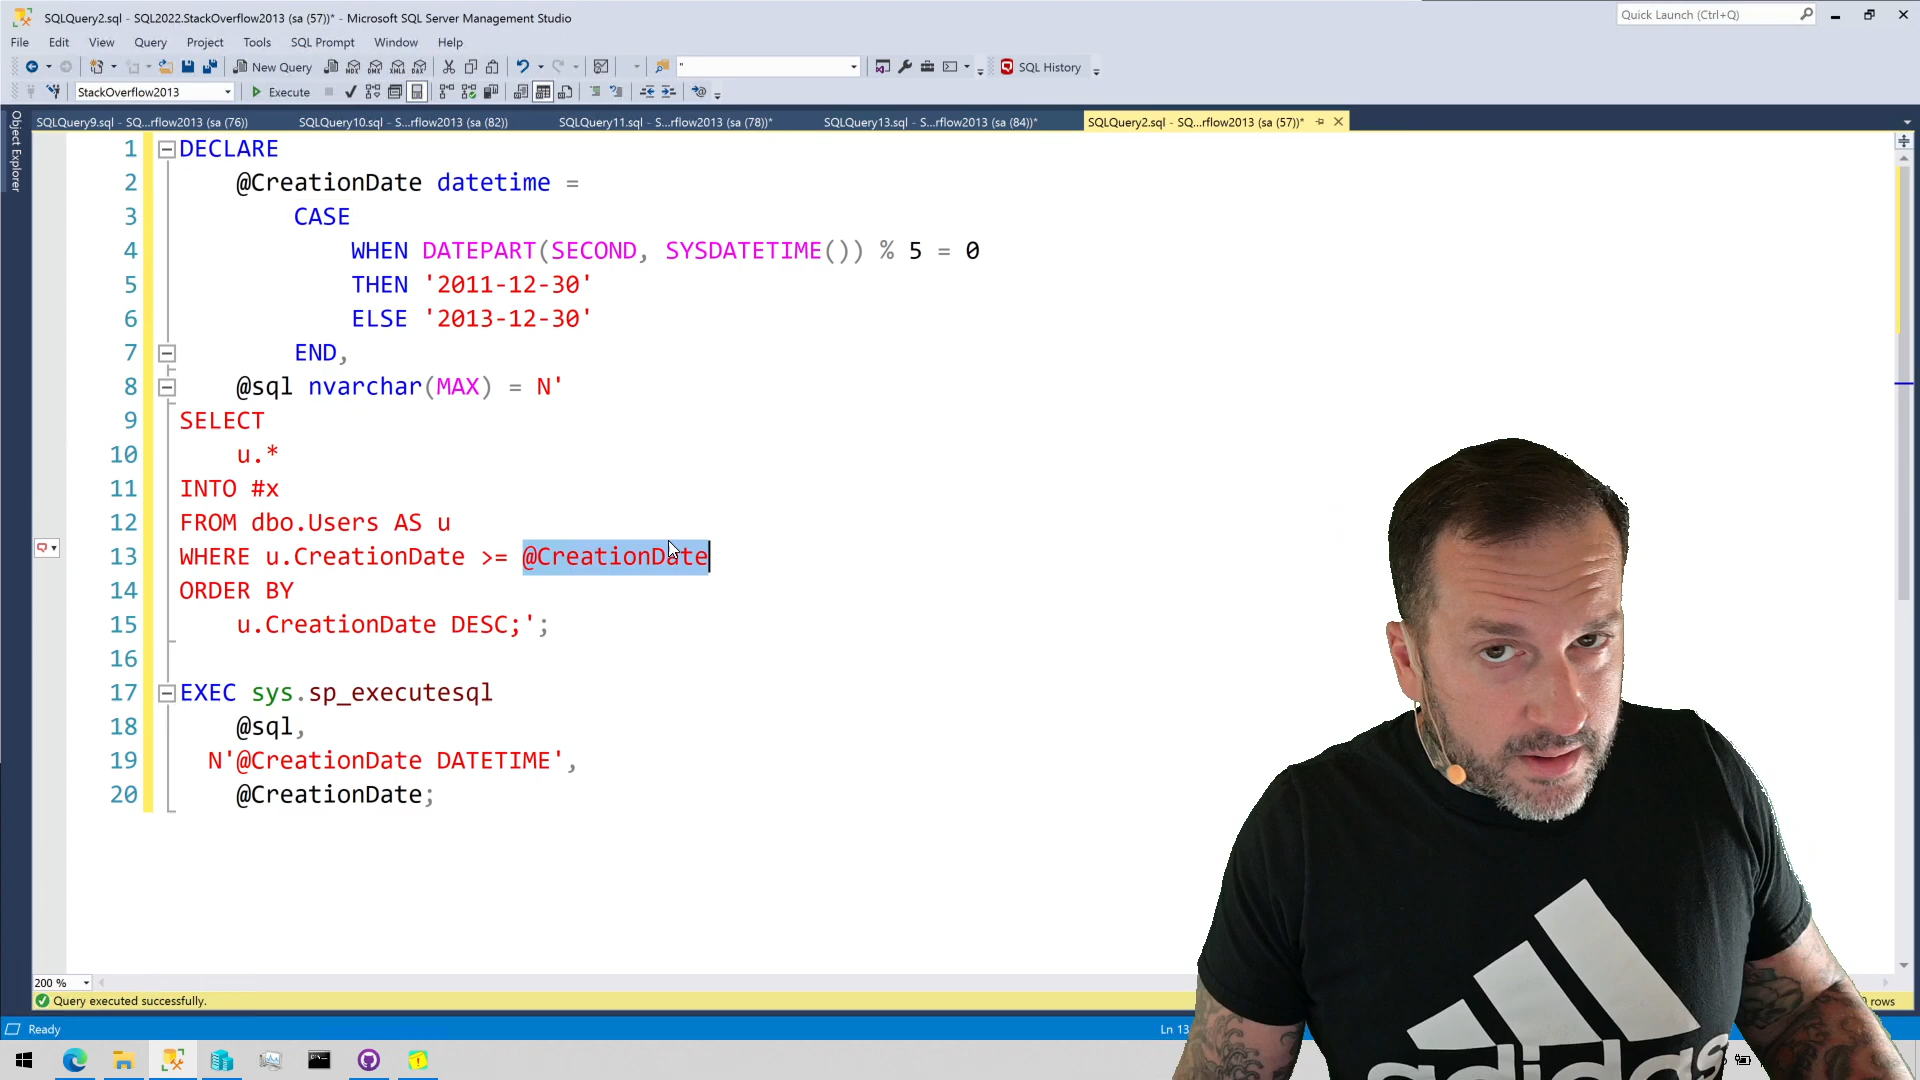 SQLQuery2.sql - SQL2022.StackOverflow2013 (sa (57))* - Microsoft SQL Server Management Studio
Quick Launch (Ctrl+Q)
File Edit View Query Project Tools SQL Prompt Window Help
New Query MDX DMX XMLA DAX " SQL History
StackOverflow2013 Execute
SQLQuery9.sql - SQ...rflow2013 (sa (76)) SQLQuery10.sql - S...rflow2013 (sa (82)) SQLQuery11.sql - S...rflow2013 (sa (78))* SQLQuery13.sql - S...rflow2013 (sa (84))* SQLQuery2.sql - SQ...rflow2013 (sa (57))*
Object Explorer
1 DECLARE
2 @CreationDate datetime =
3 CASE
4 WHEN DATEPART(SECOND, SYSDATETIME()) % 5 = 0
5 THEN '2011-12-30'
6 ELSE '2013-12-30'
7 END,
8 @sql nvarchar(MAX) = N'
9 SELECT
10 u.*
11 INTO #x
12 FROM dbo.Users AS u
13 WHERE u.CreationDate >= @CreationDate
14 ORDER BY
15 u.CreationDate DESC;';
16
17 EXEC sys.sp_executesql
18 @sql,
19 N'@CreationDate DATETIME',
20 @CreationDate;
200 %
Query executed successfully.
rows
Ready
Ln 13
adidas